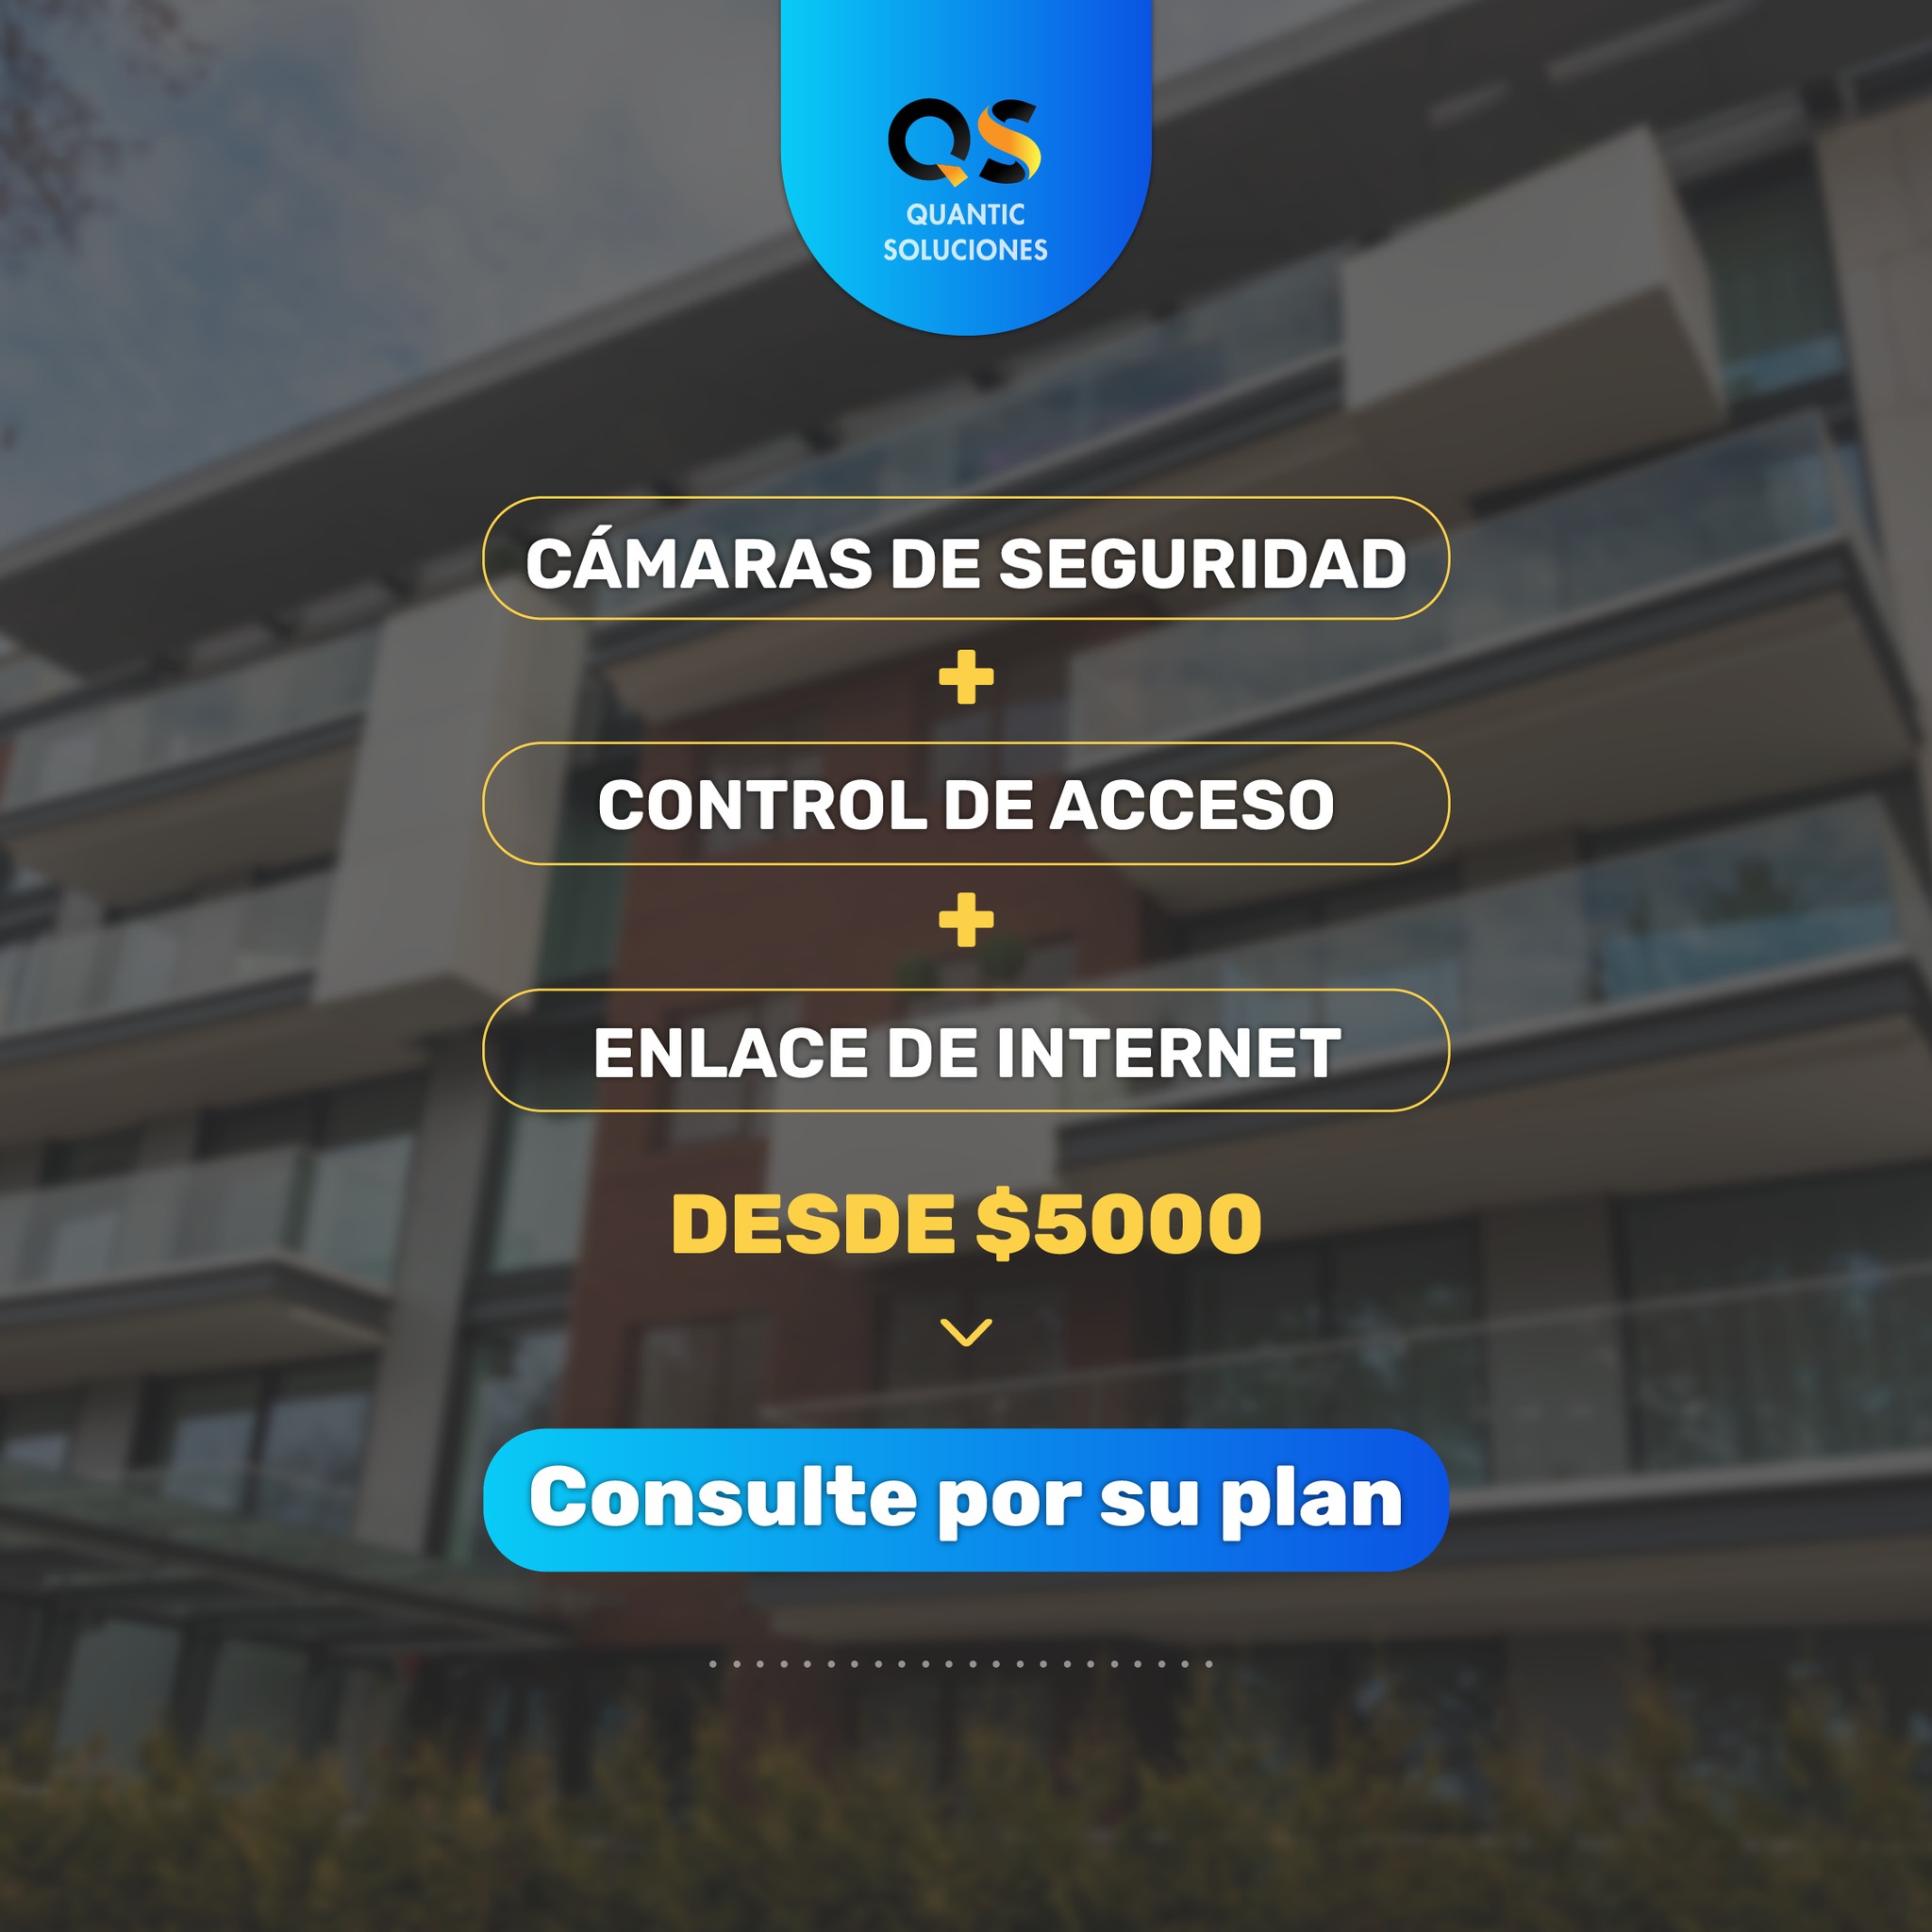 QS
QUANTIC
SOLUCIONES
CÁMARAS DE SEGURIDAD
+
CONTROL DE ACCESO
+
ENLACE DE INTERNET
DESDE $5000
Consulte por su plan